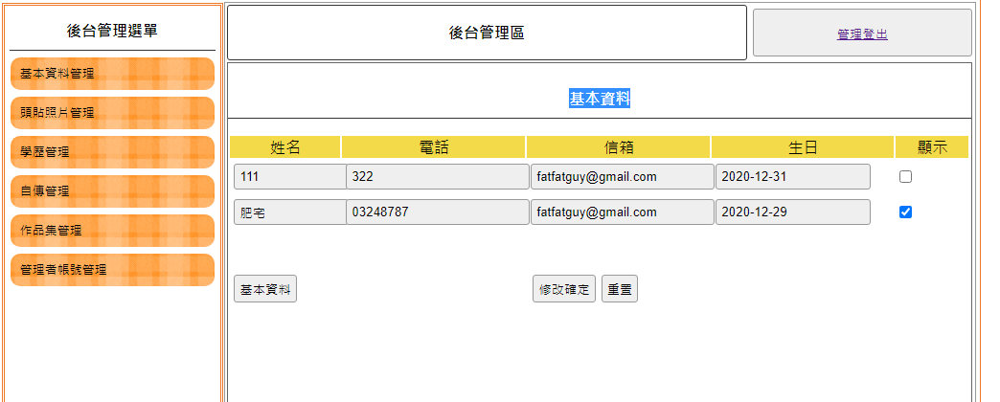 後台管理選單
基本資料管理
頭貼照片管理
學歷管理
自傳管理
作品集管理
管理者帳號管理
後台管理區
管理登出
基本資料
姓名 電話 信箱 生日 顯示
111 322 fatfatguy@gmail.com 2020-12-31
肥宅 03248787 fatfatguy@gmail.com 2020-12-29
基本資料 修改確定 重置